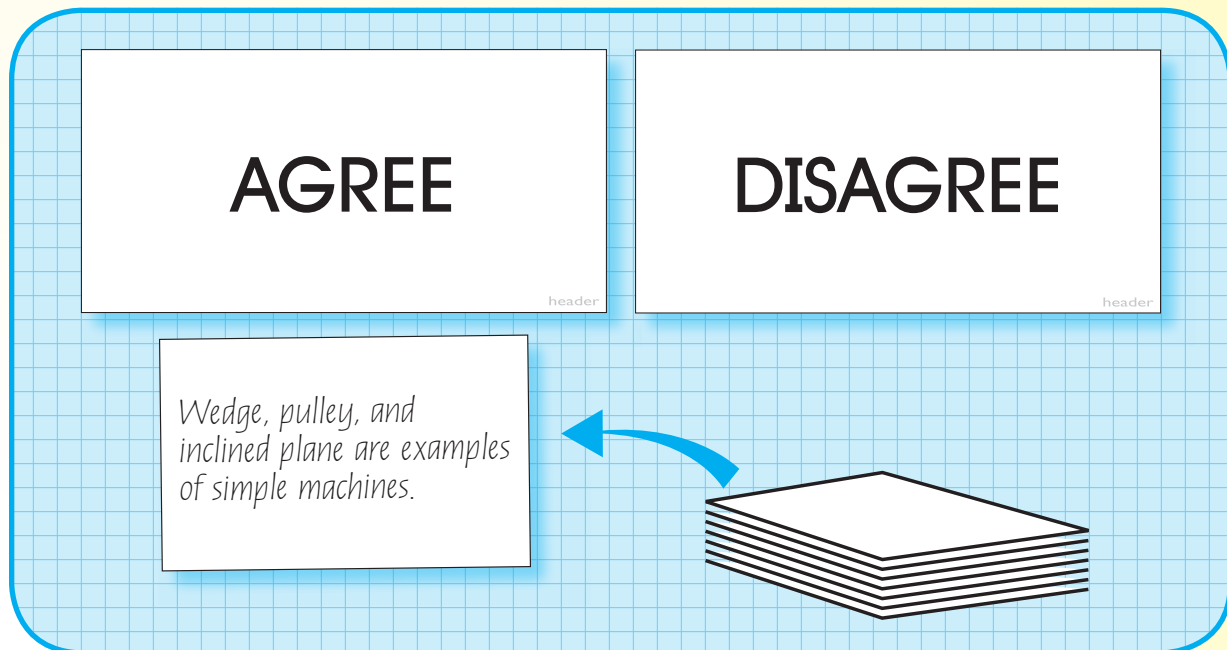 AGREE
header
DISAGREE
header
Wedge, pulley, and
inclined plane are examples
of simple machines.